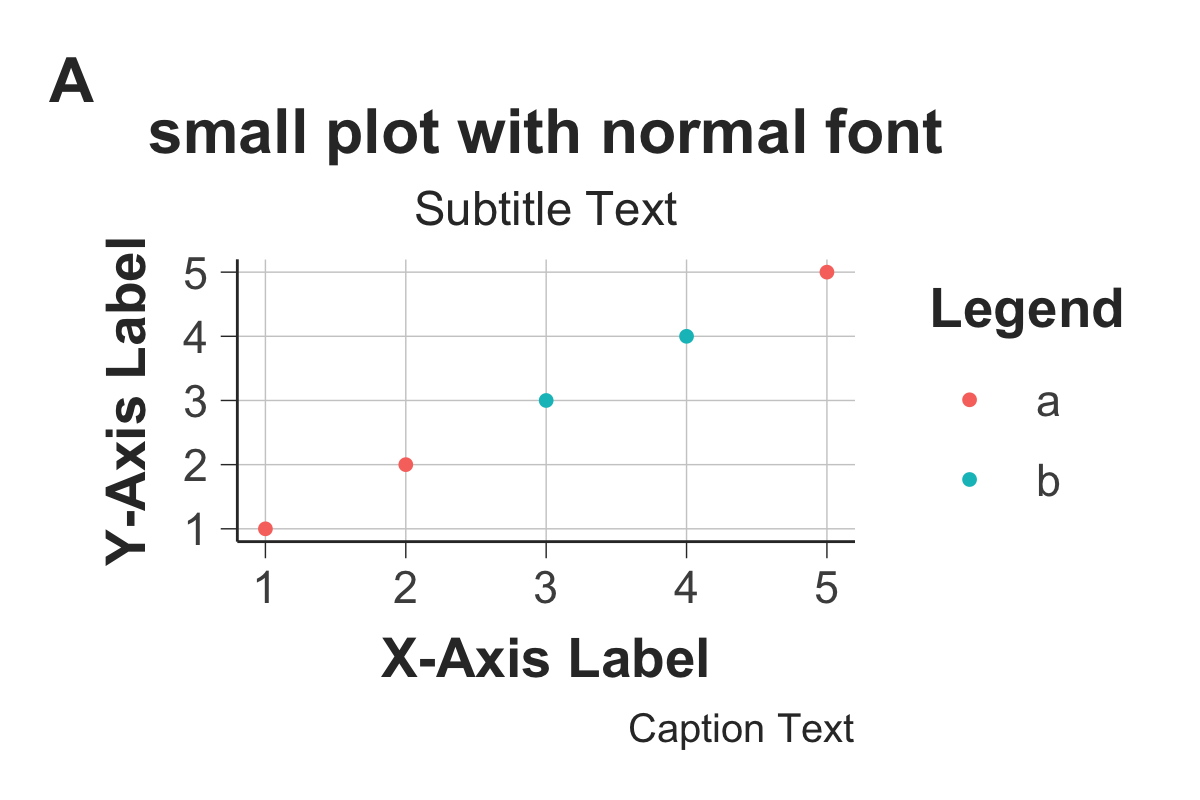 A
small plot with normal font
Subtitle Text
Y-Axis Label
5
4
3
2
1
1 2 3 4 5
X-Axis Label
Legend
a
b
Caption Text